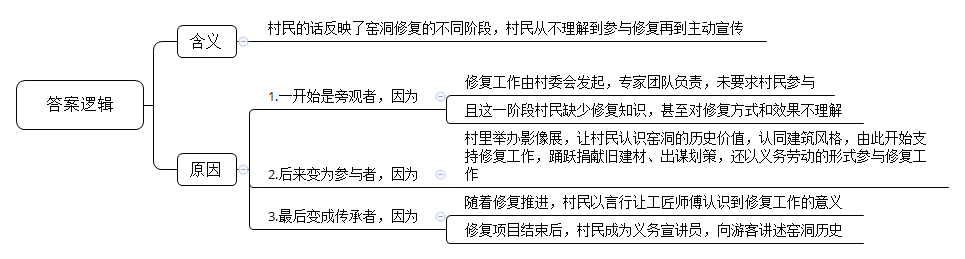 答案逻辑
含义
村民的话反映了窑洞修复的不同阶段，村民从不理解到参与修复再到主动宣传
原因
1.一开始是旁观者，因为
修复工作由村委会发起，专家团队负责，未要求村民参与
且这一阶段村民缺少修复知识，甚至对修复方式和效果不理解
2.后来变为参与者，因为
村里举办影像展，让村民认识窑洞的历史价值，认同建筑风格，由此开始支
持修复工作，踊跃捐献旧建材、出谋划策，还以义务劳动的形式参与修复工
作
3.最后变成传承者，因为
随着修复推进，村民以言行让工匠师傅认识到修复工作的意义
修复项目结束后，村民成为义务宣讲员，向游客讲述窑洞历史